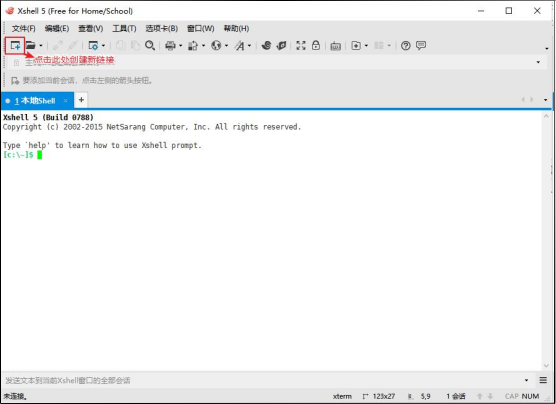 Xshell 5 (Free for Home/School)
文件(F) 编辑(E) 查看(V) 工具(T) 选项卡(B) 窗口(W) 帮助(H)
点击此处创建新链接
要添加当前会话，点击左侧的箭头按钮。
1 本地Shell × +
Xshell 5 (Build 0788)
Copyright (c) 2002-2015 NetSarang Computer, Inc. All rights reserved.
Type `help' to learn how to use Xshell prompt.
[c:\~]$
发送文本到当前Xshell窗口的全部会话
未连接。 xterm 123x27 5,9 1 会话 CAP NUM